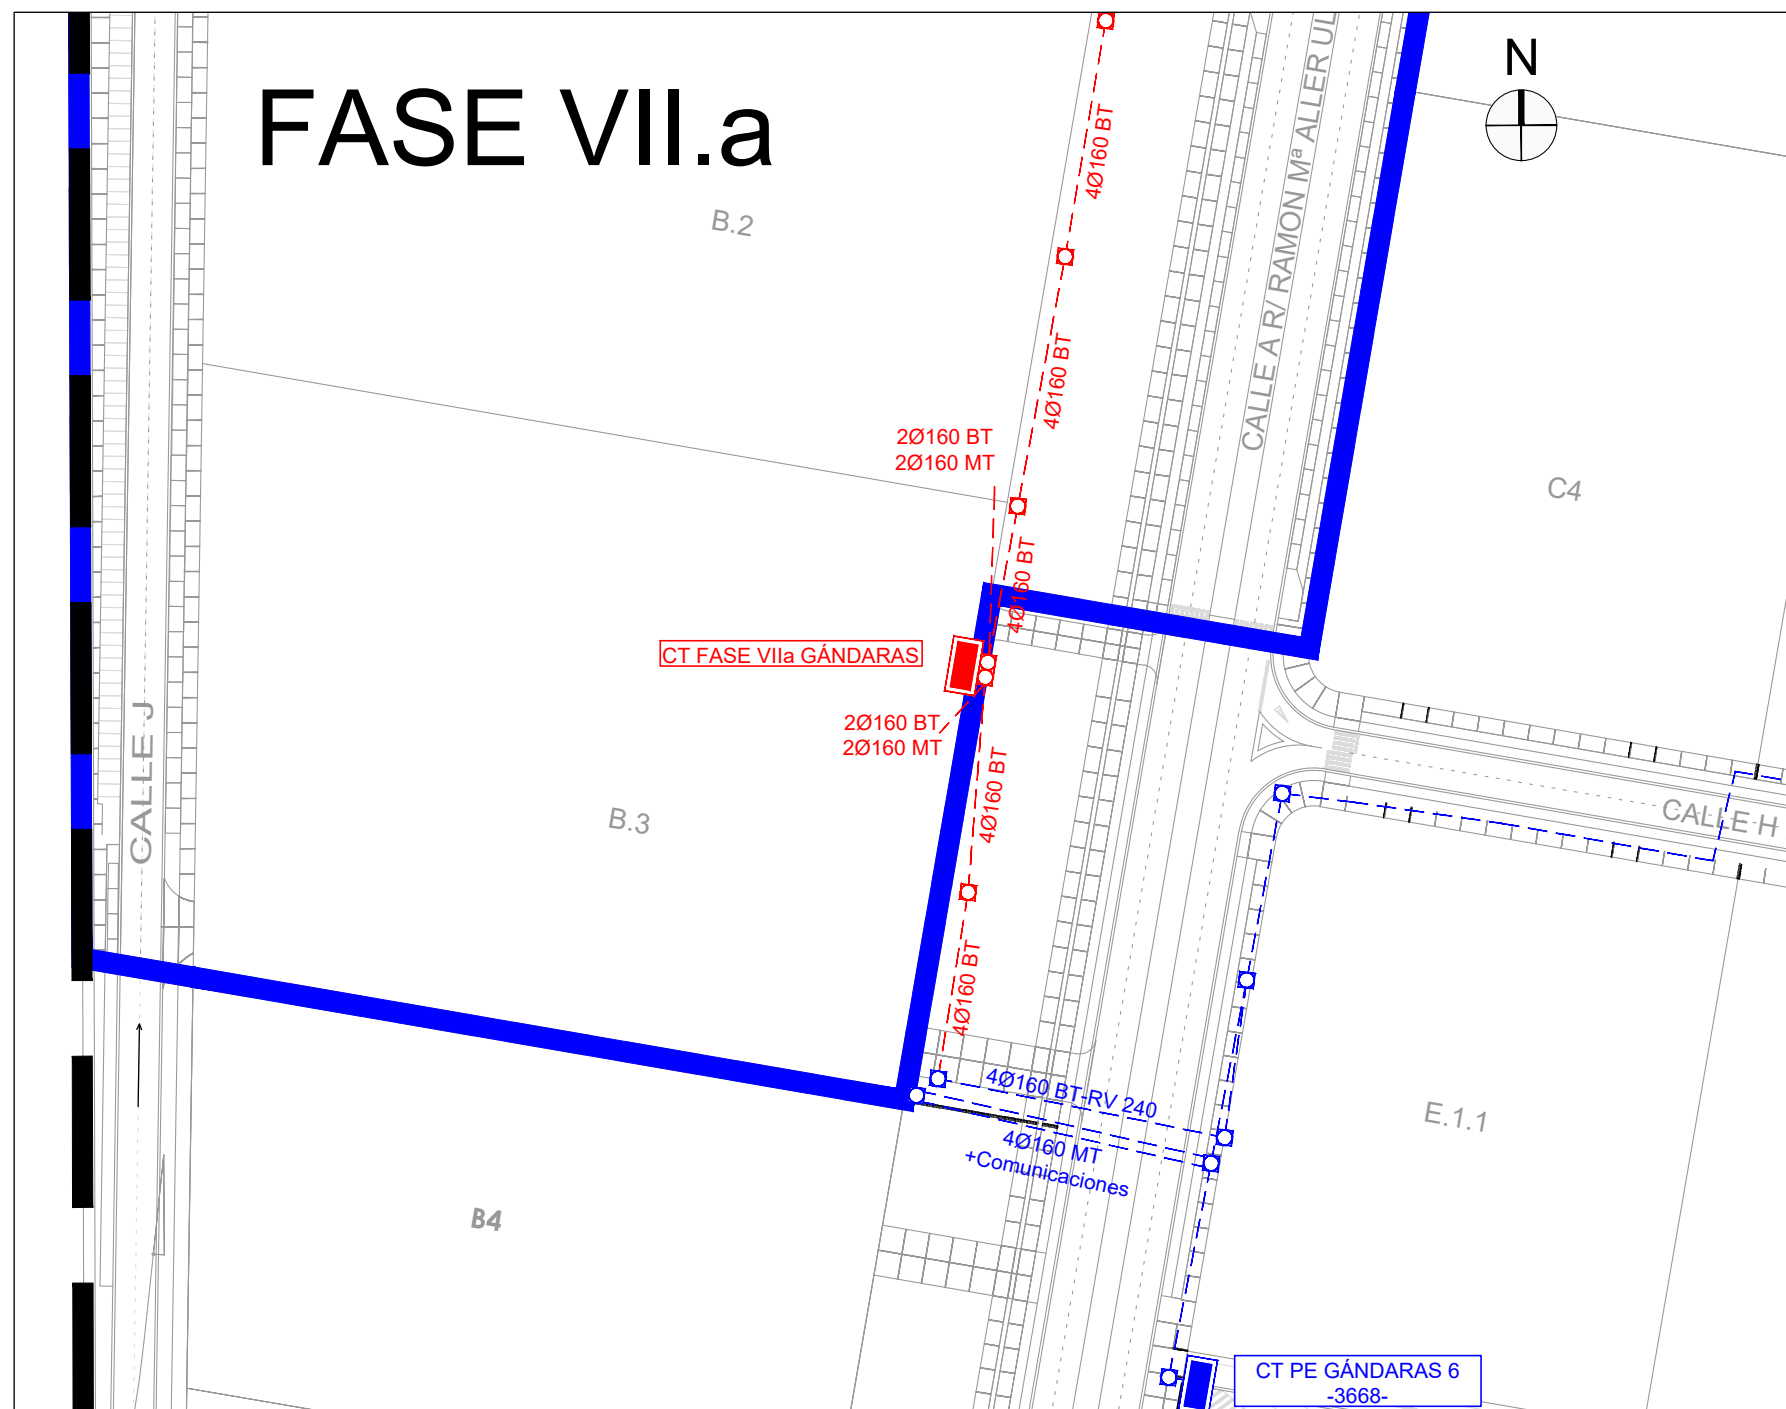 N
FASE VII.a
4Ø160 BT
CALLE A R/ RAMON Mª ALLER UL
B.2
4Ø160 BT
2Ø160 BT
2Ø160 MT
C4
4Ø160 BT
CT FASE VIIa GÁNDARAS
2Ø160 BT
2Ø160 MT
CALLE J
4Ø160 BT
B.3
CALLE H
4Ø160 BT
4Ø160 BT-RV 240
E.1.1
4Ø160 MT
+Comunicaciones
B4
CT PE GÁNDARAS 6
-3668-